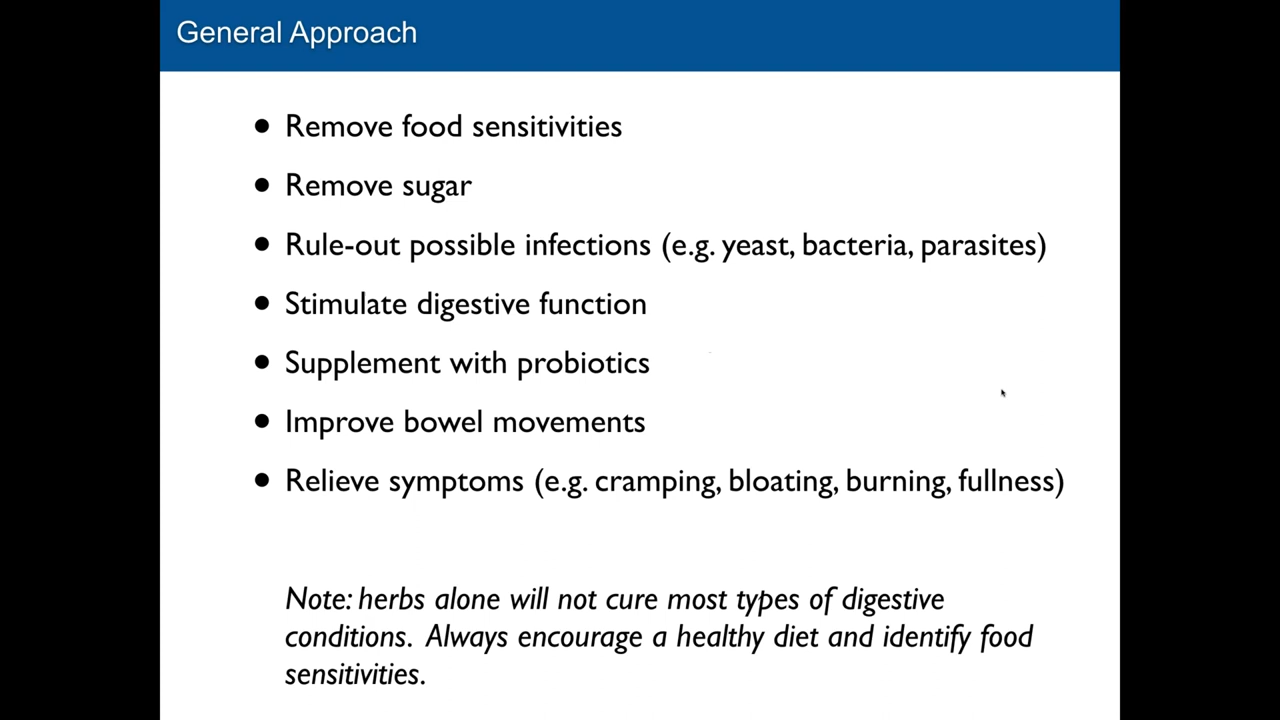 General Approach
• Remove food sensitivities
• Remove sugar
• Rule-out possible infections (e.g. yeast, bacteria, parasites)
• Stimulate digestive function
• Supplement with probiotics
• Improve bowel movements
• Relieve symptoms (e.g. cramping, bloating, burning, fullness)
Note: herbs alone will not cure most types of digestive
conditions.  Always encourage a healthy diet and identify food
sensitivities.